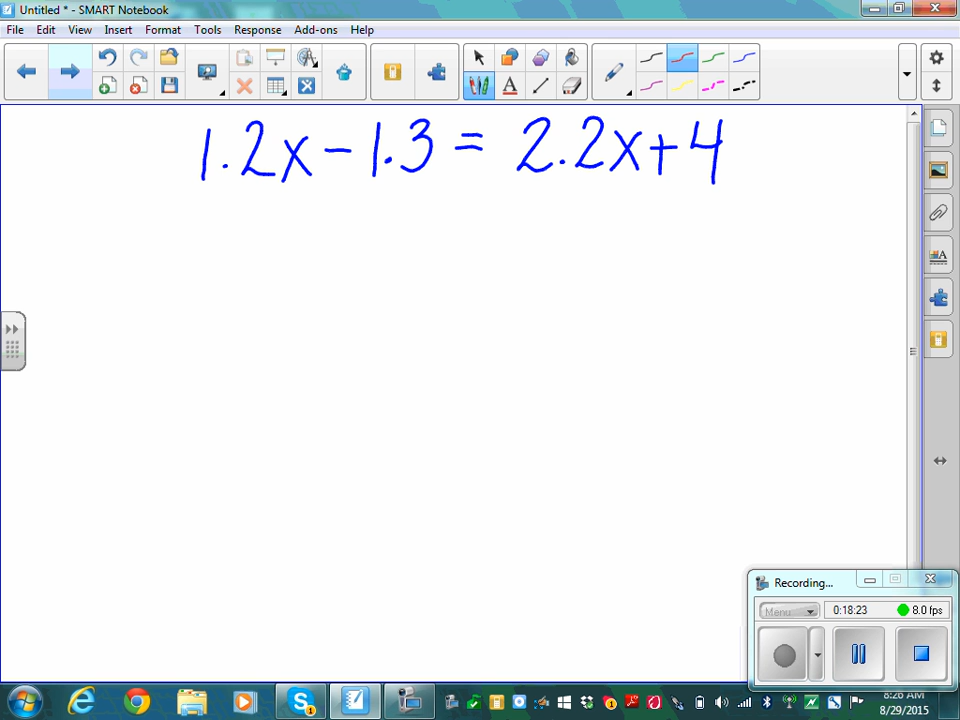 Untitled * - SMART Notebook
File Edit View Insert Format Tools Response Add-ons Help
1.2x - 1.3 = 2.2x + 4
Recording...
Menu 0:18:23 8.0 fps
8:26 AM
8/29/2015